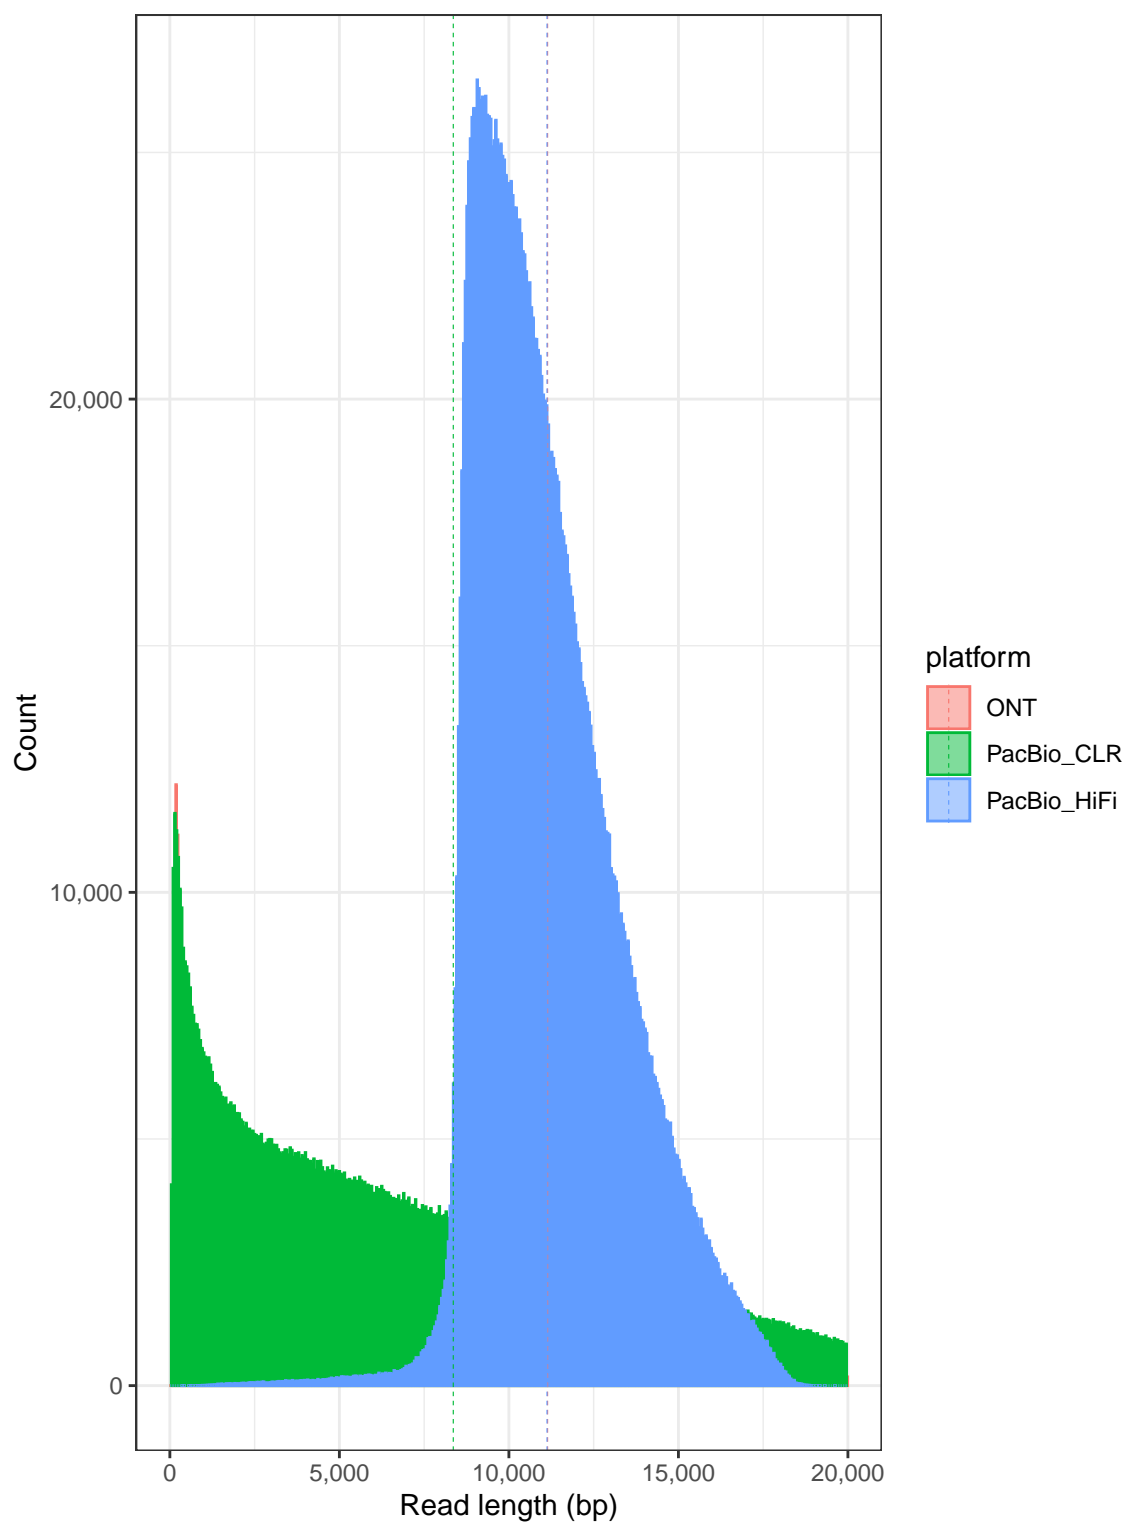 Count
20,000
10,000
0
0
5,000
10,000
15,000
20,000
Read length (bp)
platform
ONT
PacBio_CLR
PacBio_HiFi